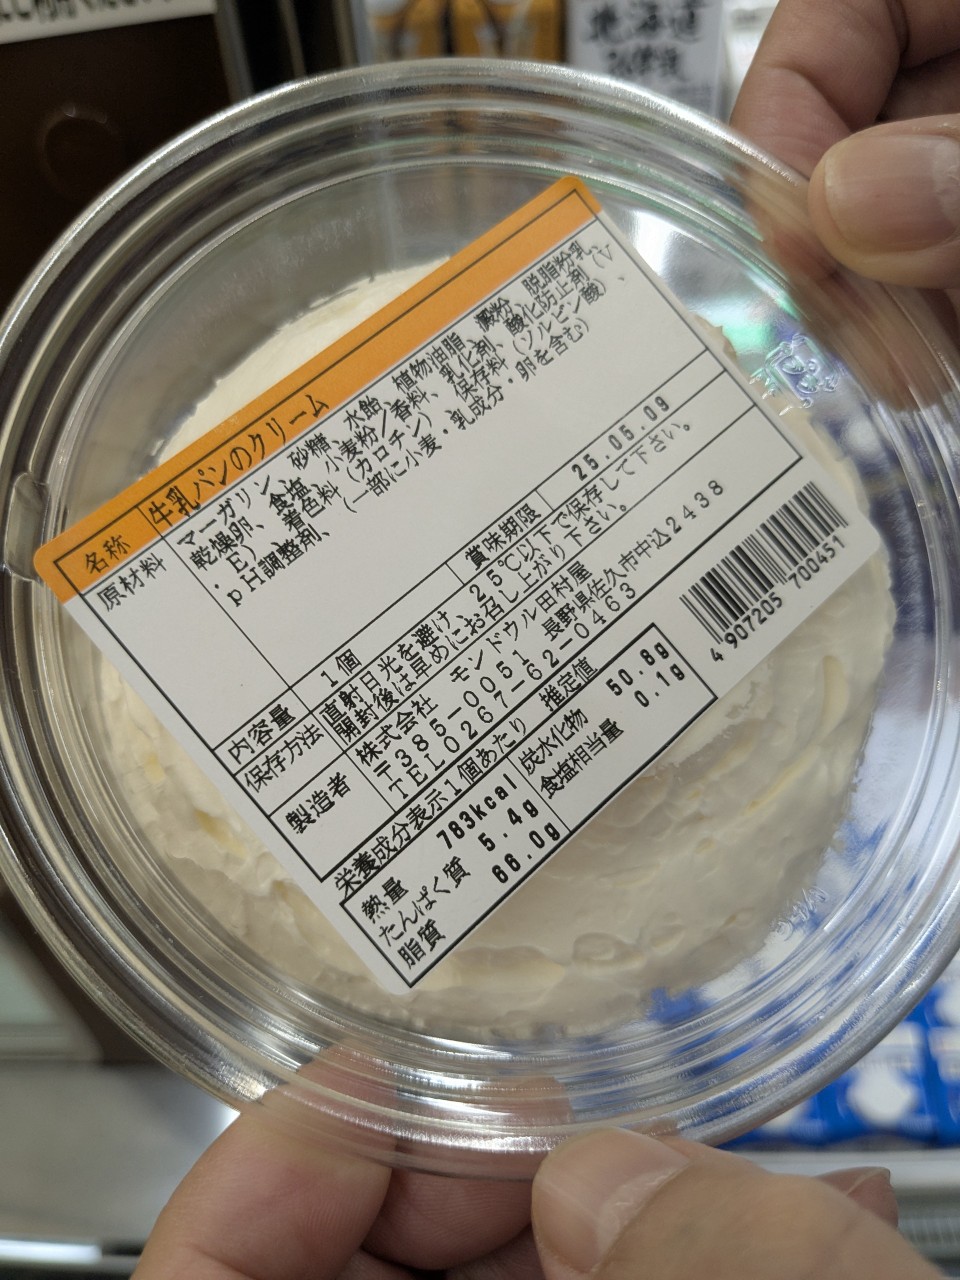 北海道
名称 牛乳パンのクリーム
原材料 マーガリン、砂糖、水飴、植物油脂、澱粉、脱脂粉乳、
乾燥卵、食塩、小麦粉/香料、乳化剤、酸化防止剤(V
.E)、着色料(カロチン)、保存料(ソルビン酸)、
pH調整剤、(一部に小麦・乳成分・卵を含む)
内容量 1個 賞味期限 25.05.09
保存方法 直射日光を避け、25℃以下で保存して下さい。
開封後は早めにお召し上がり下さい。
製造者 株式会社 モンドウル田村屋
〒385-0051 長野県佐久市中込2438
TEL0267-62-0463
栄養成分表示1個あたり 推定値
熱量 783kcal 炭水化物 50.8g
たんぱく質 5.4g 食塩相当量 0.1g
脂質 66.0g
4907205 700451